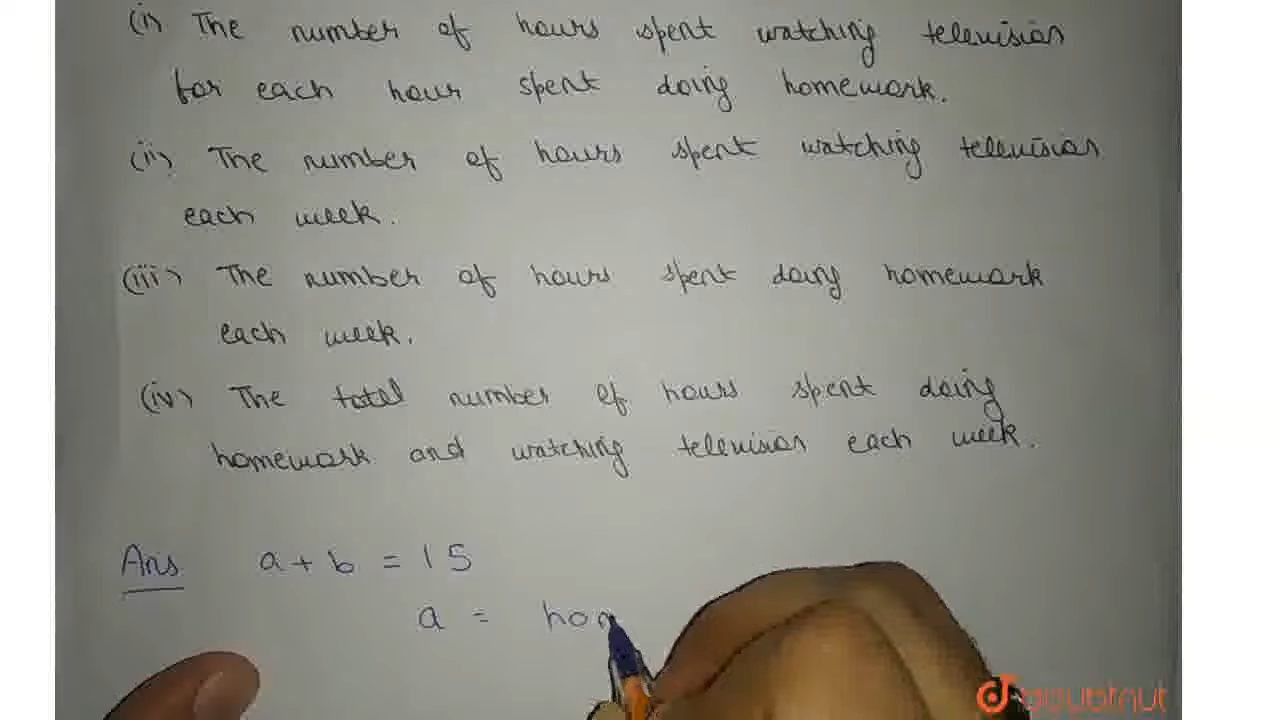 (i) The number of hours spent watching television
for each hour spent doing homework.
(ii) The number of hours spent watching television
each week.
(iii) The number of hours spent doing homework
each week.
(iv) The total number of hours spent doing
homework and watching television each week.
Ans a + b = 15
a = hom
doubtnut